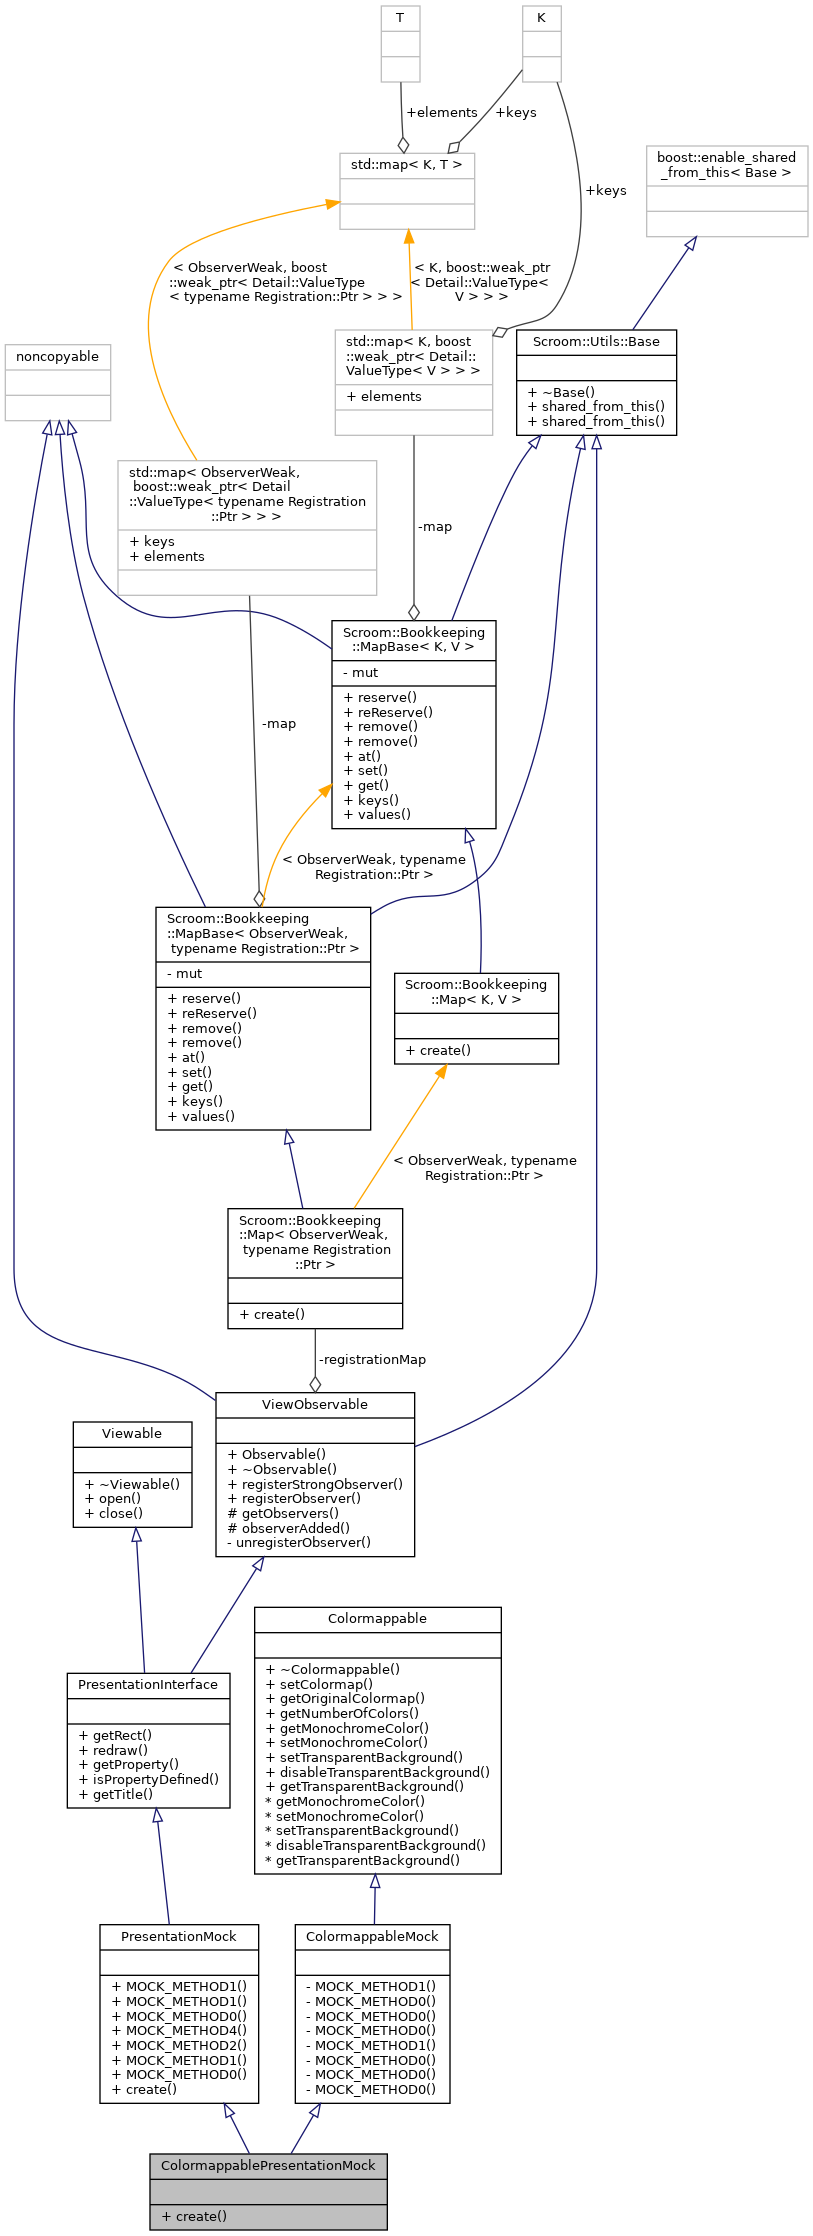 T
K
+elements
+keys
std::map< K, T >
boost::enable_shared
_from_this< Base >
+keys
< ObserverWeak, boost
::weak_ptr< Detail::ValueType
< typename Registration::Ptr > > >
< K, boost::weak_ptr
< Detail::ValueType<
V > > >
noncopyable
std::map< K, boost
::weak_ptr< Detail::
ValueType< V > > >
+ elements
Scroom::Utils::Base
+ ~Base()
+ shared_from_this()
+ shared_from_this()
std::map< ObserverWeak,
boost::weak_ptr< Detail
::ValueType< typename Registration
::Ptr > > >
+ keys
+ elements
-map
Scroom::Bookkeeping
::MapBase< K, V >
- mut
+ reserve()
+ reReserve()
+ remove()
+ remove()
+ at()
+ set()
+ get()
+ keys()
+ values()
-map
< ObserverWeak, typename
Registration::Ptr >
Scroom::Bookkeeping
::MapBase< ObserverWeak,
typename Registration::Ptr >
- mut
+ reserve()
+ reReserve()
+ remove()
+ remove()
+ at()
+ set()
+ get()
+ keys()
+ values()
Scroom::Bookkeeping
::Map< K, V >
+ create()
< ObserverWeak, typename
Registration::Ptr >
Scroom::Bookkeeping
::Map< ObserverWeak,
typename Registration
::Ptr >
+ create()
-registrationMap
Viewable
+ ~Viewable()
+ open()
+ close()
ViewObservable
+ Observable()
+ ~Observable()
+ registerStrongObserver()
+ registerObserver()
# getObservers()
# observerAdded()
- unregisterObserver()
Colormappable
+ ~Colormappable()
+ setColormap()
+ getOriginalColormap()
+ getNumberOfColors()
+ getMonochromeColor()
+ setMonochromeColor()
+ setTransparentBackground()
+ disableTransparentBackground()
+ getTransparentBackground()
* getMonochromeColor()
* setMonochromeColor()
* setTransparentBackground()
* disableTransparentBackground()
* getTransparentBackground()
PresentationInterface
+ getRect()
+ redraw()
+ getProperty()
+ isPropertyDefined()
+ getTitle()
PresentationMock
+ MOCK_METHOD1()
+ MOCK_METHOD1()
+ MOCK_METHOD0()
+ MOCK_METHOD4()
+ MOCK_METHOD2()
+ MOCK_METHOD1()
+ MOCK_METHOD0()
+ create()
ColormappableMock
- MOCK_METHOD1()
- MOCK_METHOD0()
- MOCK_METHOD0()
- MOCK_METHOD0()
- MOCK_METHOD1()
- MOCK_METHOD0()
- MOCK_METHOD0()
- MOCK_METHOD0()
ColormappablePresentationMock
+ create()